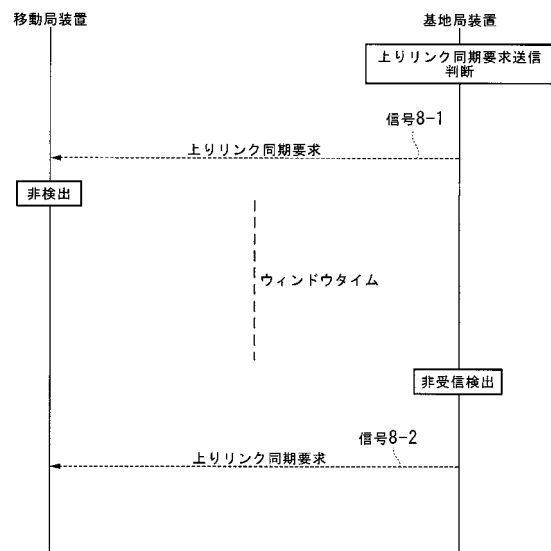 移動局装置
基地局装置
上りリンク同期要求送信
判断
信号8-1
上りリンク同期要求
非検出
ウィンドウタイム
非受信検出
信号8-2
上りリンク同期要求